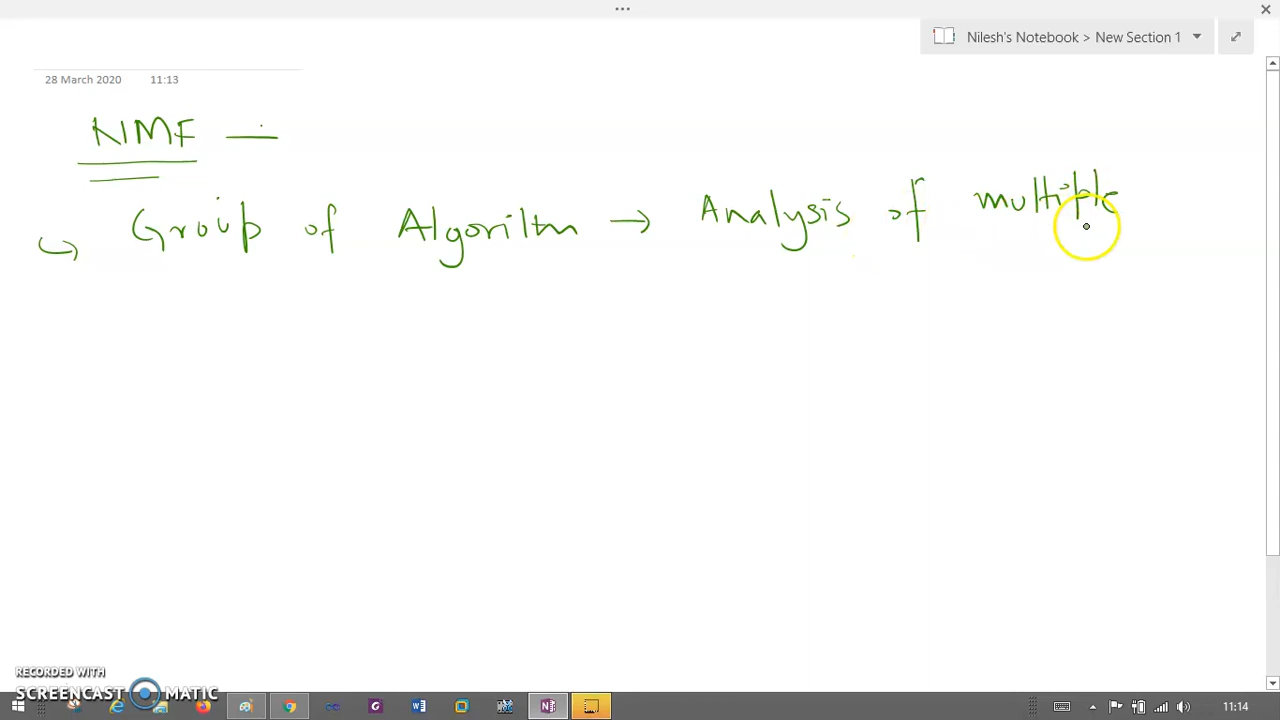 Nilesh's Notebook > New Section 1
28 March 2020 11:13
NMF
Group of Algorithm → Analysis of multiple
RECORDED WITH
SCREENCAST MATIC
11:14